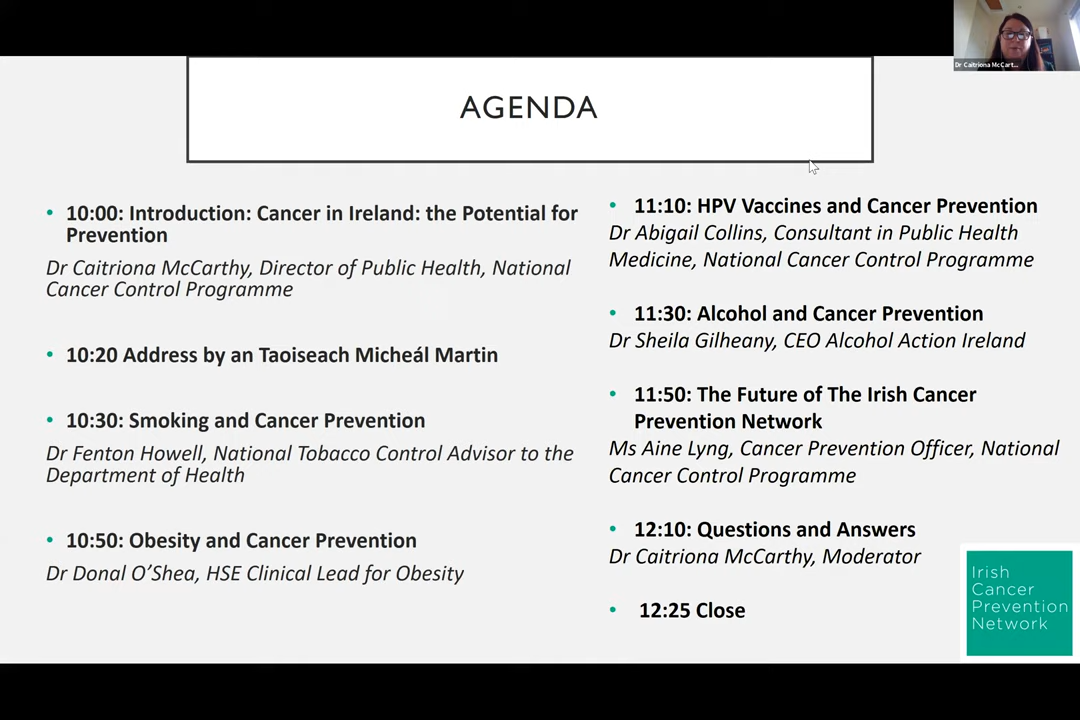 Dr Caitriona McCart...
AGENDA
• 10:00: Introduction: Cancer in Ireland: the Potential for
Prevention
Dr Caitriona McCarthy, Director of Public Health, National
Cancer Control Programme
• 10:20 Address by an Taoiseach Micheál Martin
• 10:30: Smoking and Cancer Prevention
Dr Fenton Howell, National Tobacco Control Advisor to the
Department of Health
• 10:50: Obesity and Cancer Prevention
Dr Donal O’Shea, HSE Clinical Lead for Obesity
• 11:10: HPV Vaccines and Cancer Prevention
Dr Abigail Collins, Consultant in Public Health
Medicine, National Cancer Control Programme
• 11:30: Alcohol and Cancer Prevention
Dr Sheila Gilheany, CEO Alcohol Action Ireland
• 11:50: The Future of The Irish Cancer
Prevention Network
Ms Aine Lyng, Cancer Prevention Officer, National
Cancer Control Programme
• 12:10: Questions and Answers
Dr Caitriona McCarthy, Moderator
• 12:25 Close
Irish
Cancer
Prevention
Network